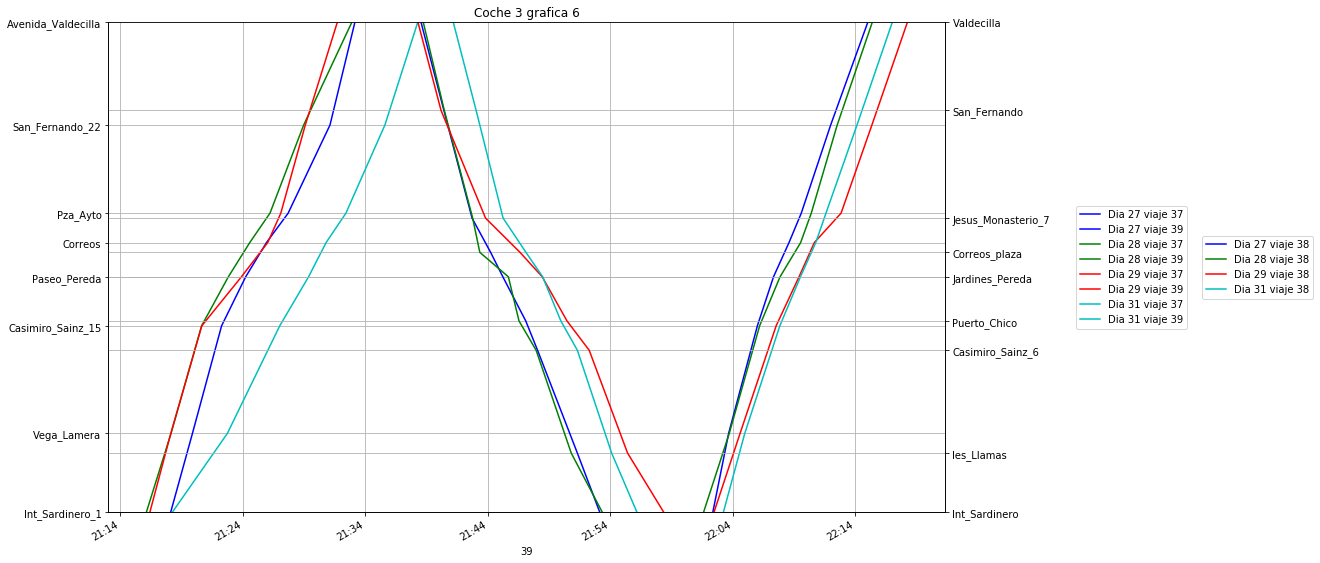 Coche 3 grafica 6
Avenida_Valdecilla
San_Fernando_22
Pza_Ayto
Correos
Paseo_Pereda
Casimiro_Sainz_15
Vega_Lamera
Int_Sardinero_1
Valdecilla
San_Fernando
Jesus_Monasterio_7
Correos_plaza
Jardines_Pereda
Puerto_Chico
Casimiro_Sainz_6
Ies_Llamas
Int_Sardinero
21:14
21:24
21:34
21:44
21:54
22:04
22:14
39
Dia 27 viaje 37
Dia 27 viaje 39
Dia 28 viaje 37
Dia 28 viaje 39
Dia 29 viaje 37
Dia 29 viaje 39
Dia 31 viaje 37
Dia 31 viaje 39
Dia 27 viaje 38
Dia 28 viaje 38
Dia 29 viaje 38
Dia 31 viaje 38